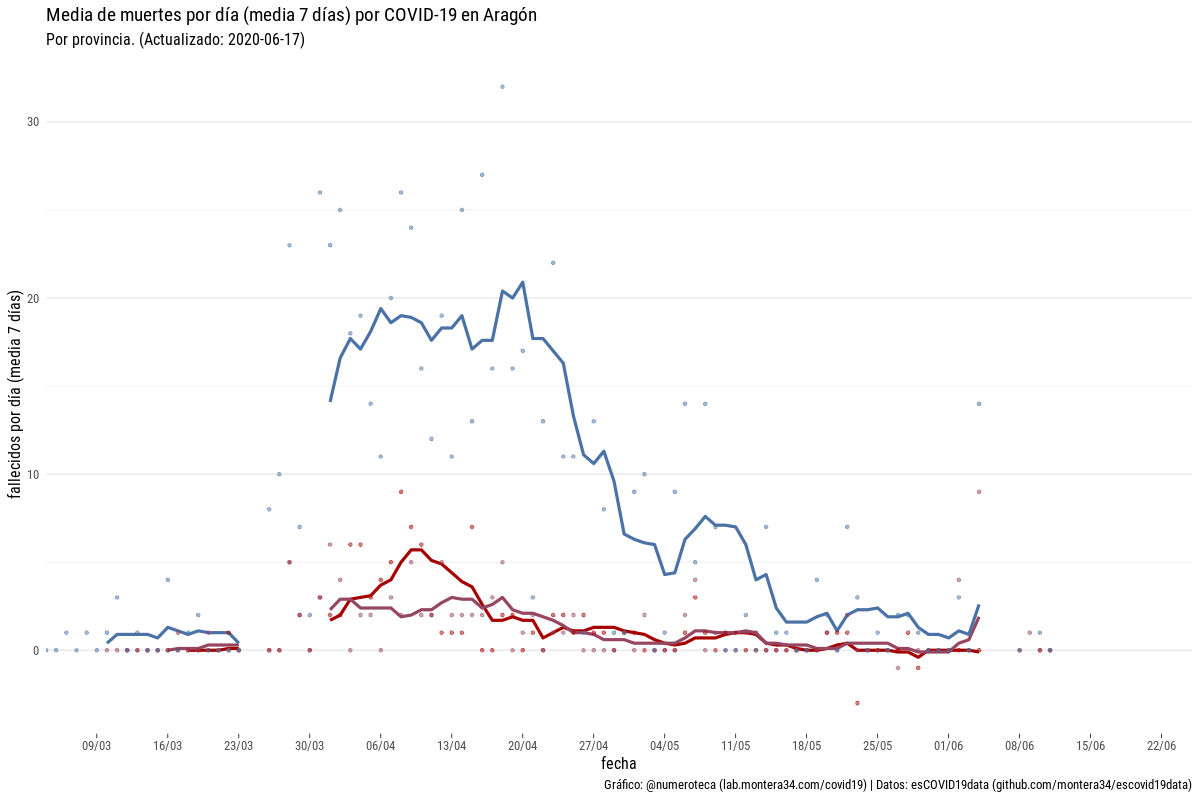 Media de muertes por día (media 7 días) por COVID-19 en Aragón
Por provincia. (Actualizado: 2020-06-17)
30
20
10
0
fallecidos por día (media 7 días)
09/03 16/03 23/03 30/03 06/04 13/04 20/04 27/04 04/05 11/05 18/05 25/05 01/06 08/06 15/06 22/06
fecha
Gráfico: @numeroteca (lab.montera34.com/covid19) | Datos: esCOVID19data (github.com/montera34/escovid19data)